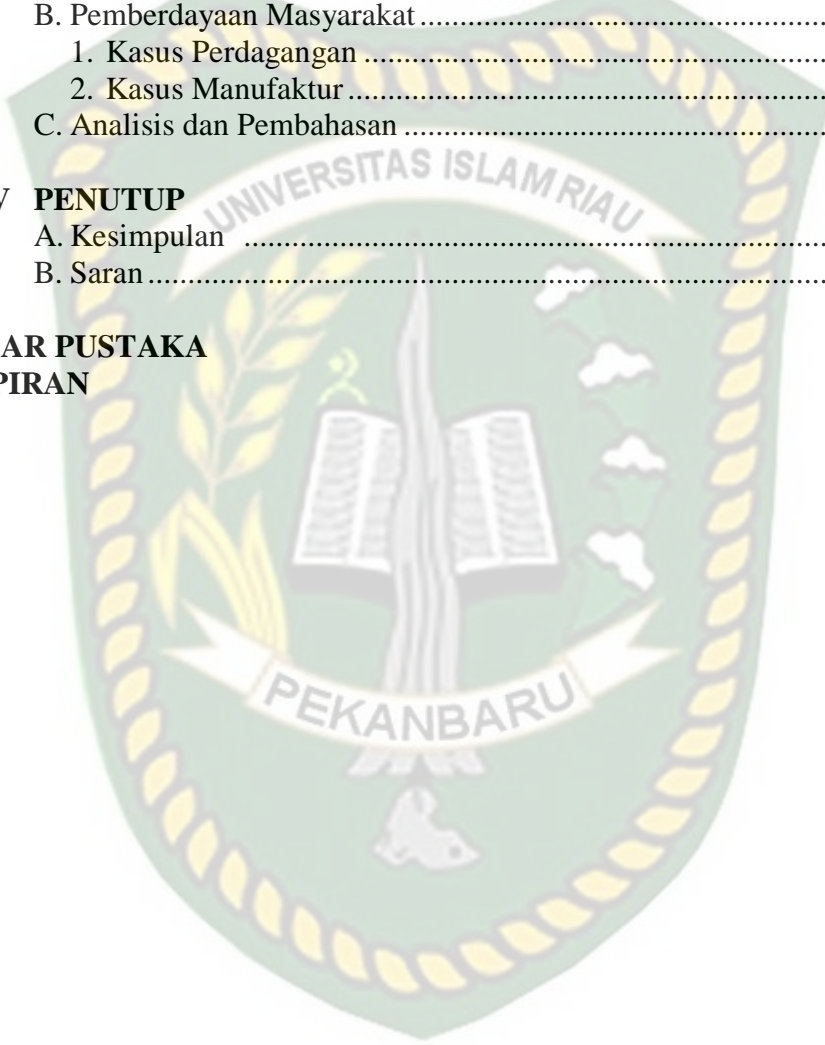 B. Pemberdayaan Masyarakat ........................................................
1. Kasus Perdagangan ..............................................................
2. Kasus Manufaktur ................................................................
C. Analisis dan Pembahasan ..........................................................
V PENUTUP
A. Kesimpulan ..............................................................................
B. Saran .........................................................................................
AR PUSTAKA
PIRAN
UNIVERSITAS ISLAM RIAU
PEKANBARU